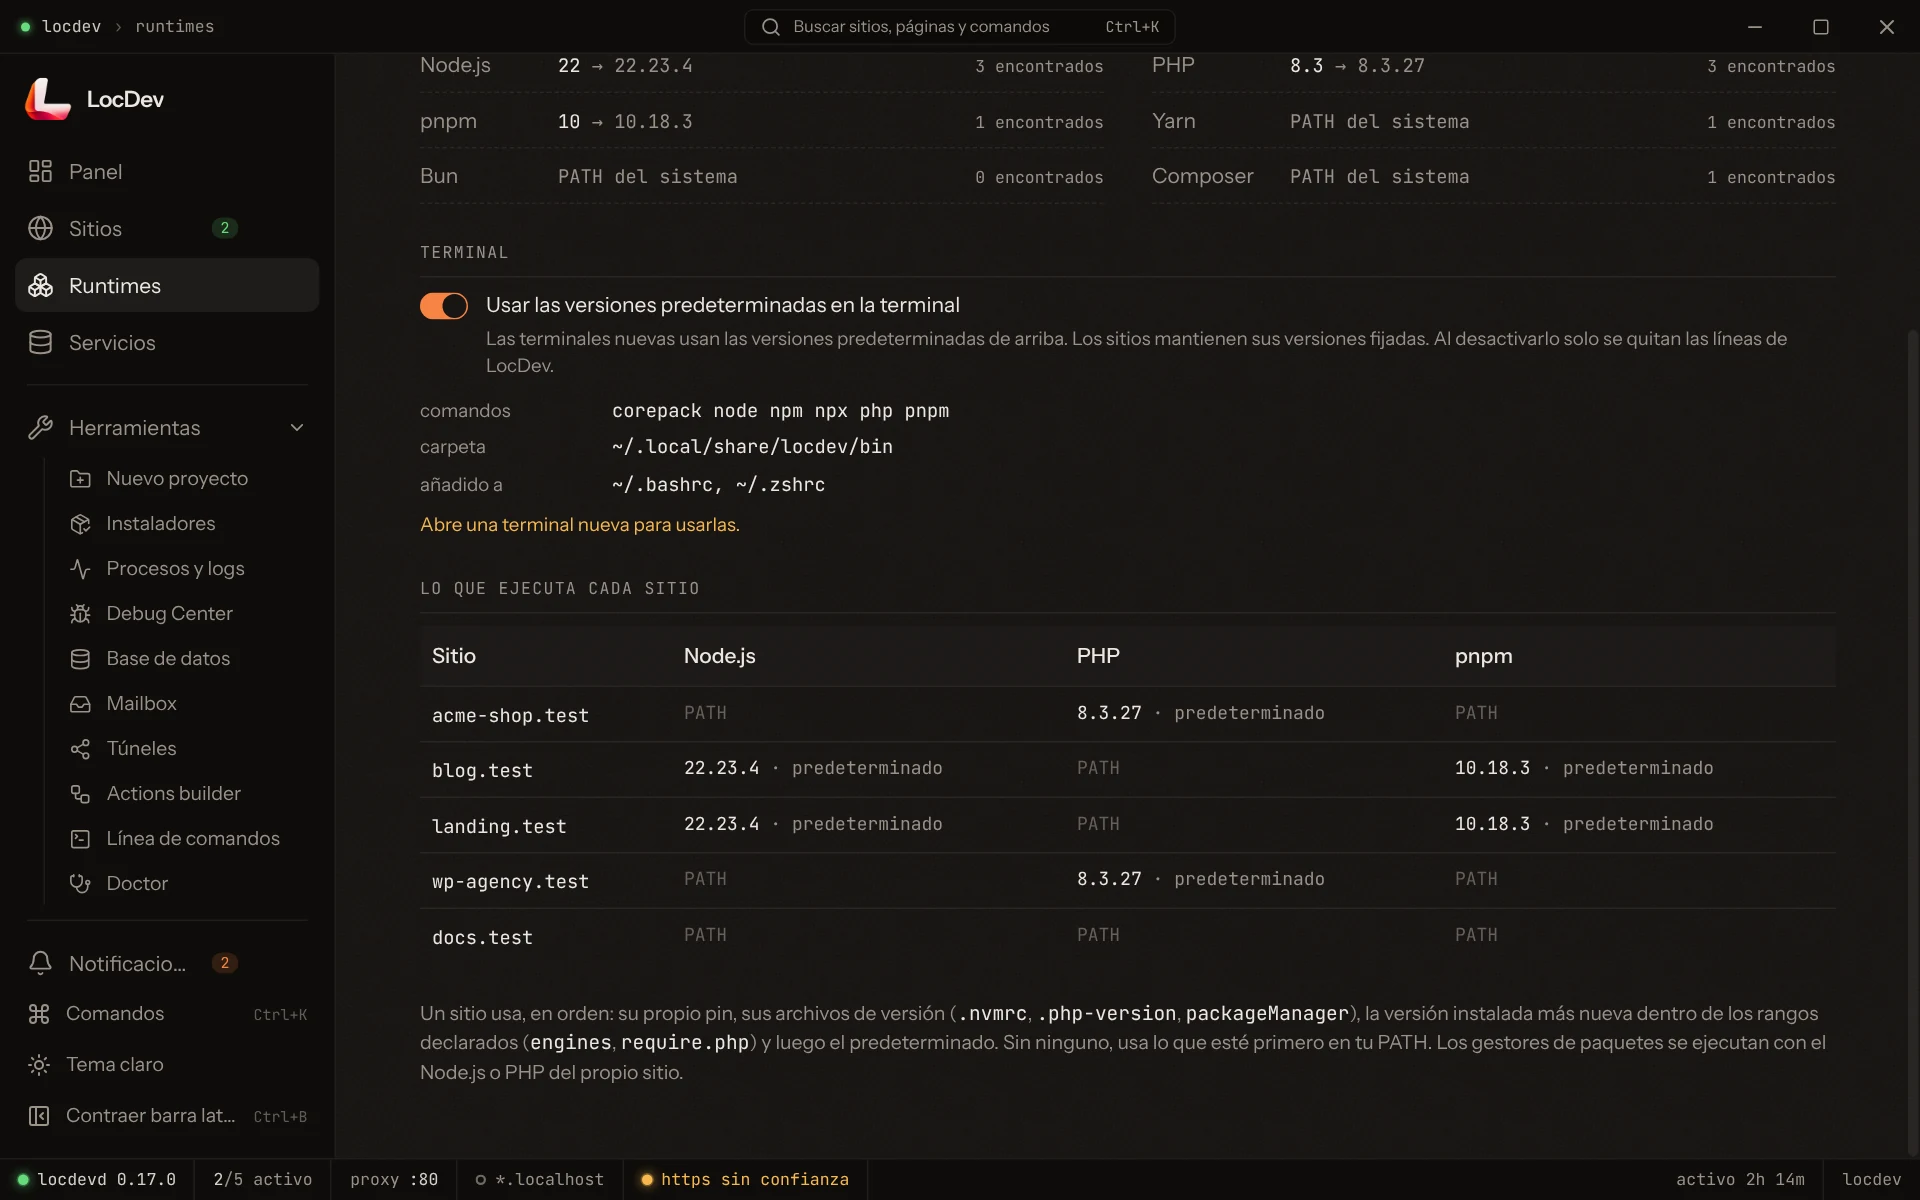 locdev › runtimes
Buscar sitios, páginas y comandos Ctrl+K
LocDev
Panel
Sitios 2
Runtimes
Servicios
Herramientas
Nuevo proyecto
Instaladores
Procesos y logs
Debug Center
Base de datos
Mailbox
Túneles
Actions builder
Línea de comandos
Doctor
Notificacio... 2
Comandos Ctrl+K
Tema claro
Contraer barra lat... Ctrl+B
Node.js 22 → 22.23.4 3 encontrados PHP 8.3 → 8.3.27 3 encontrados
pnpm 10 → 10.18.3 1 encontrados Yarn PATH del sistema 1 encontrados
Bun PATH del sistema 0 encontrados Composer PATH del sistema 1 encontrados
TERMINAL
Usar las versiones predeterminadas en la terminal
Las terminales nuevas usan las versiones predeterminadas de arriba. Los sitios mantienen sus versiones fijadas. Al desactivarlo solo se quitan las líneas de
LocDev.
comandos corepack node npm npx php pnpm
carpeta ~/.local/share/locdev/bin
añadido a ~/.bashrc, ~/.zshrc
Abre una terminal nueva para usarlas.
LO QUE EJECUTA CADA SITIO
Sitio Node.js PHP pnpm
acme-shop.test PATH 8.3.27 · predeterminado PATH
blog.test 22.23.4 · predeterminado PATH 10.18.3 · predeterminado
landing.test 22.23.4 · predeterminado PATH 10.18.3 · predeterminado
wp-agency.test PATH 8.3.27 · predeterminado PATH
docs.test PATH PATH PATH
Un sitio usa, en orden: su propio pin, sus archivos de versión (.nvmrc, .php-version, packageManager), la versión instalada más nueva dentro de los rangos
declarados (engines, require.php) y luego el predeterminado. Sin ninguno, usa lo que esté primero en tu PATH. Los gestores de paquetes se ejecutan con el
Node.js o PHP del propio sitio.
locdevd 0.17.0 2/5 activo proxy :80 *.localhost https sin confianza activo 2h 14m locdev